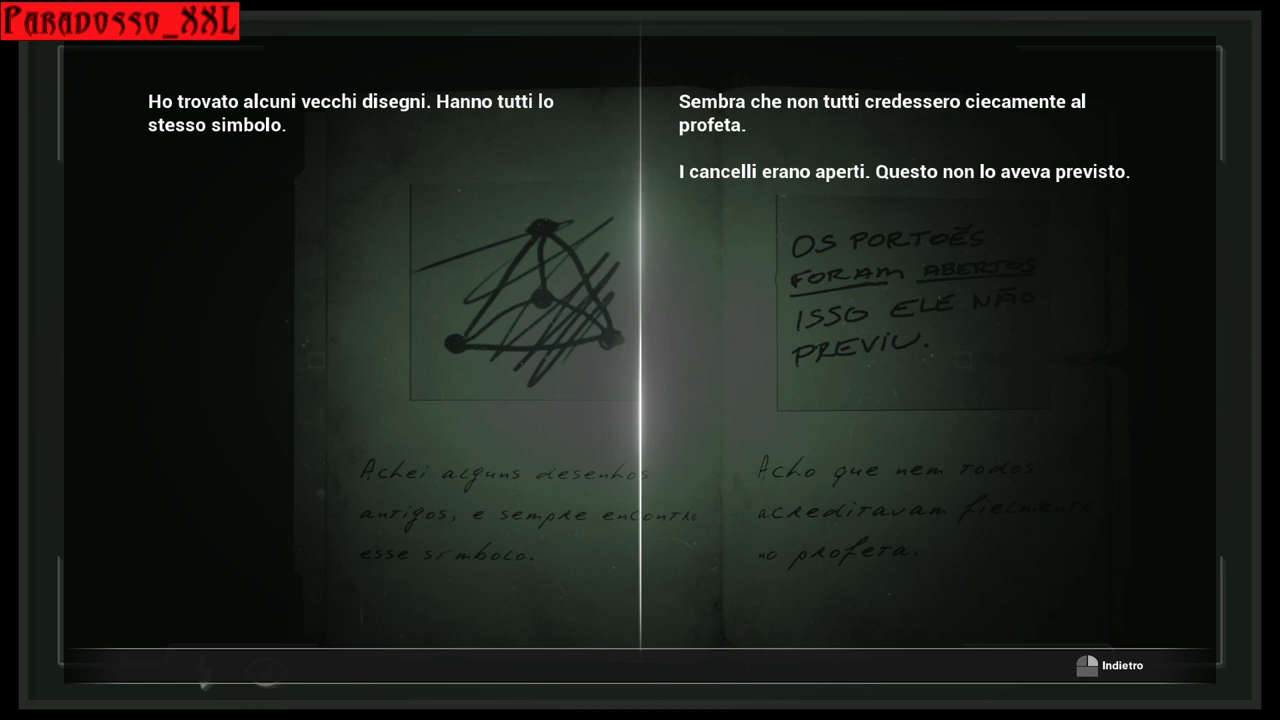 Paradosso_XXL
Ho trovato alcuni vecchi disegni. Hanno tutti lo
stesso simbolo.
Sembra che non tutti credessero ciecamente al
profeta.
I cancelli erano aperti. Questo non lo aveva previsto.
OS PORTOẼS
FORAM ABERTOS
ISSO ELE NÃO
PREVIU.
Achei alguns desenhos
antigos, e sempre encontro
esse simbolo.
Acho que nem todos
acreditavam fielmente
no profeta.
Indietro